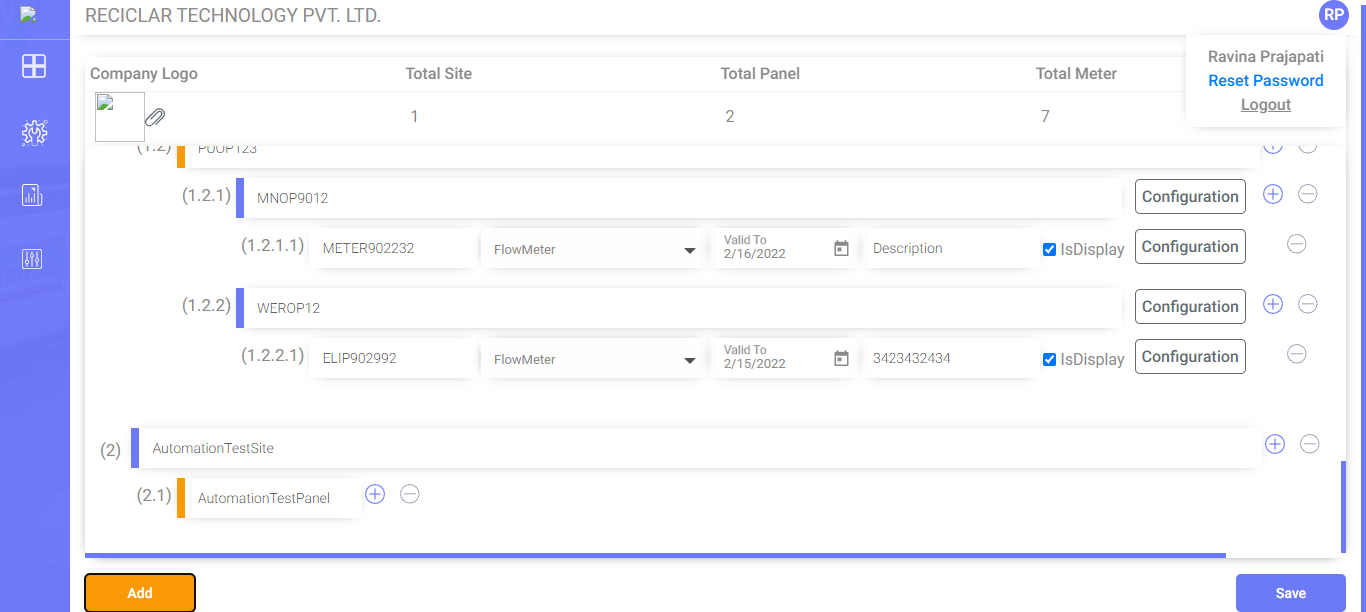 RECICLAR TECHNOLOGY PVT. LTD.
RP
Ravina Prajapati
Reset Password
Logout
Company Logo Total Site Total Panel Total Meter
1 2 7
(1.2) POOP123
(1.2.1) MNOP9012 Configuration
(1.2.1.1) METER902232 FlowMeter Valid To 2/16/2022 Description IsDisplay Configuration
(1.2.2) WEROP12 Configuration
(1.2.2.1) ELIP902992 FlowMeter Valid To 2/15/2022 3423432434 IsDisplay Configuration
(2) AutomationTestSite
(2.1) AutomationTestPanel
Add Save